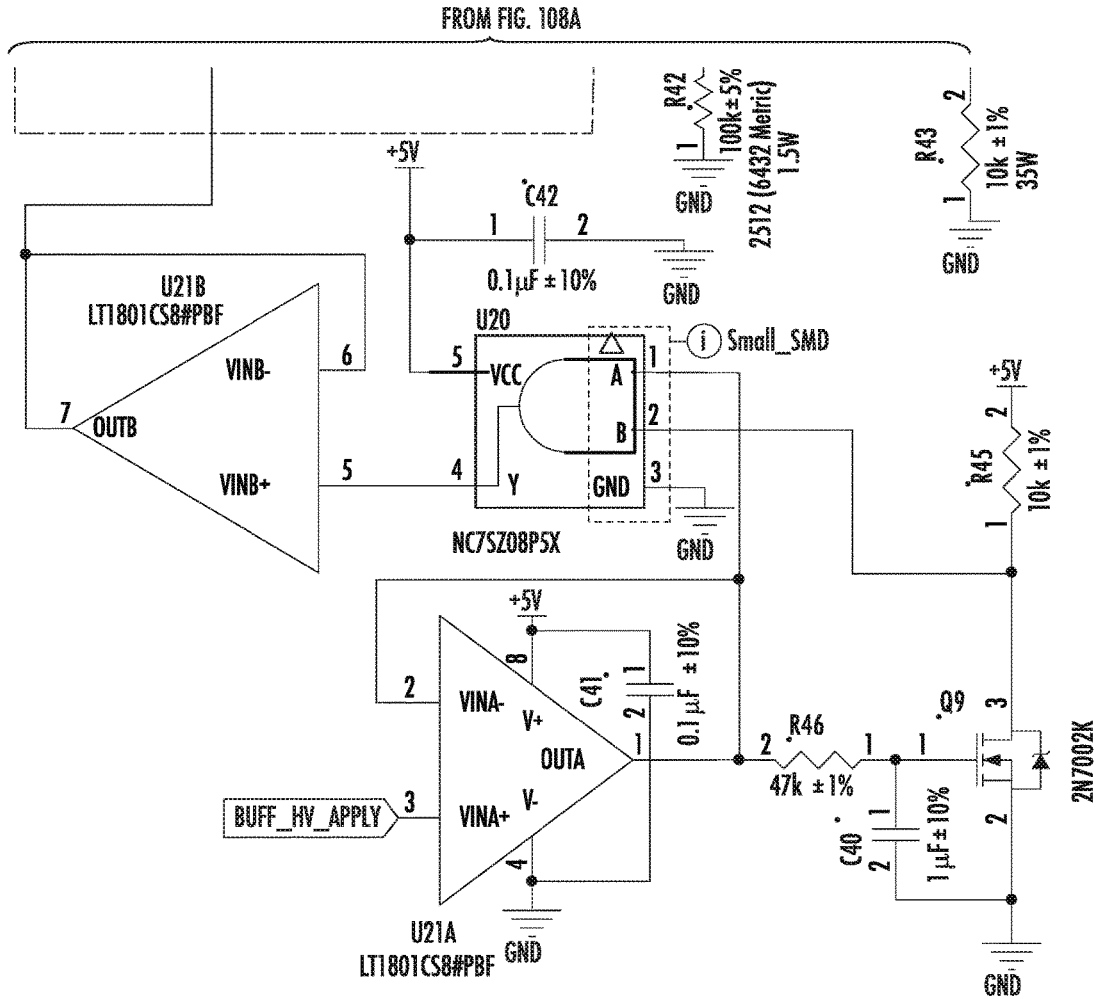 FROM FIG. 108A
R42
100k±5%
2512 (6432 Metric)
1.5W
1
GND
2
R43
10k ±1%
35W
1
GND
+5V
C42
1
2
0.1µF ±10%
GND
U21B
LT1801CS8#PBF
VINB-
6
7
OUTB
VINB+
5
U20
i
Small_SMD
5
VCC
A
1
B
2
4
Y
GND
3
NC7SZ08P5X
GND
+5V
2
R45
10k ±1%
1
+5V
8
C41
1
2
0.1µF ±10%
2
VINA-
V+
OUTA
1
V-
BUFF_HV_APPLY
3
VINA+
4
U21A
LT1801CS8#PBF
GND
2
R46
1
47k ±1%
1
Q9
3
2
2N7002K
C40
1
2
1µF±10%
GND